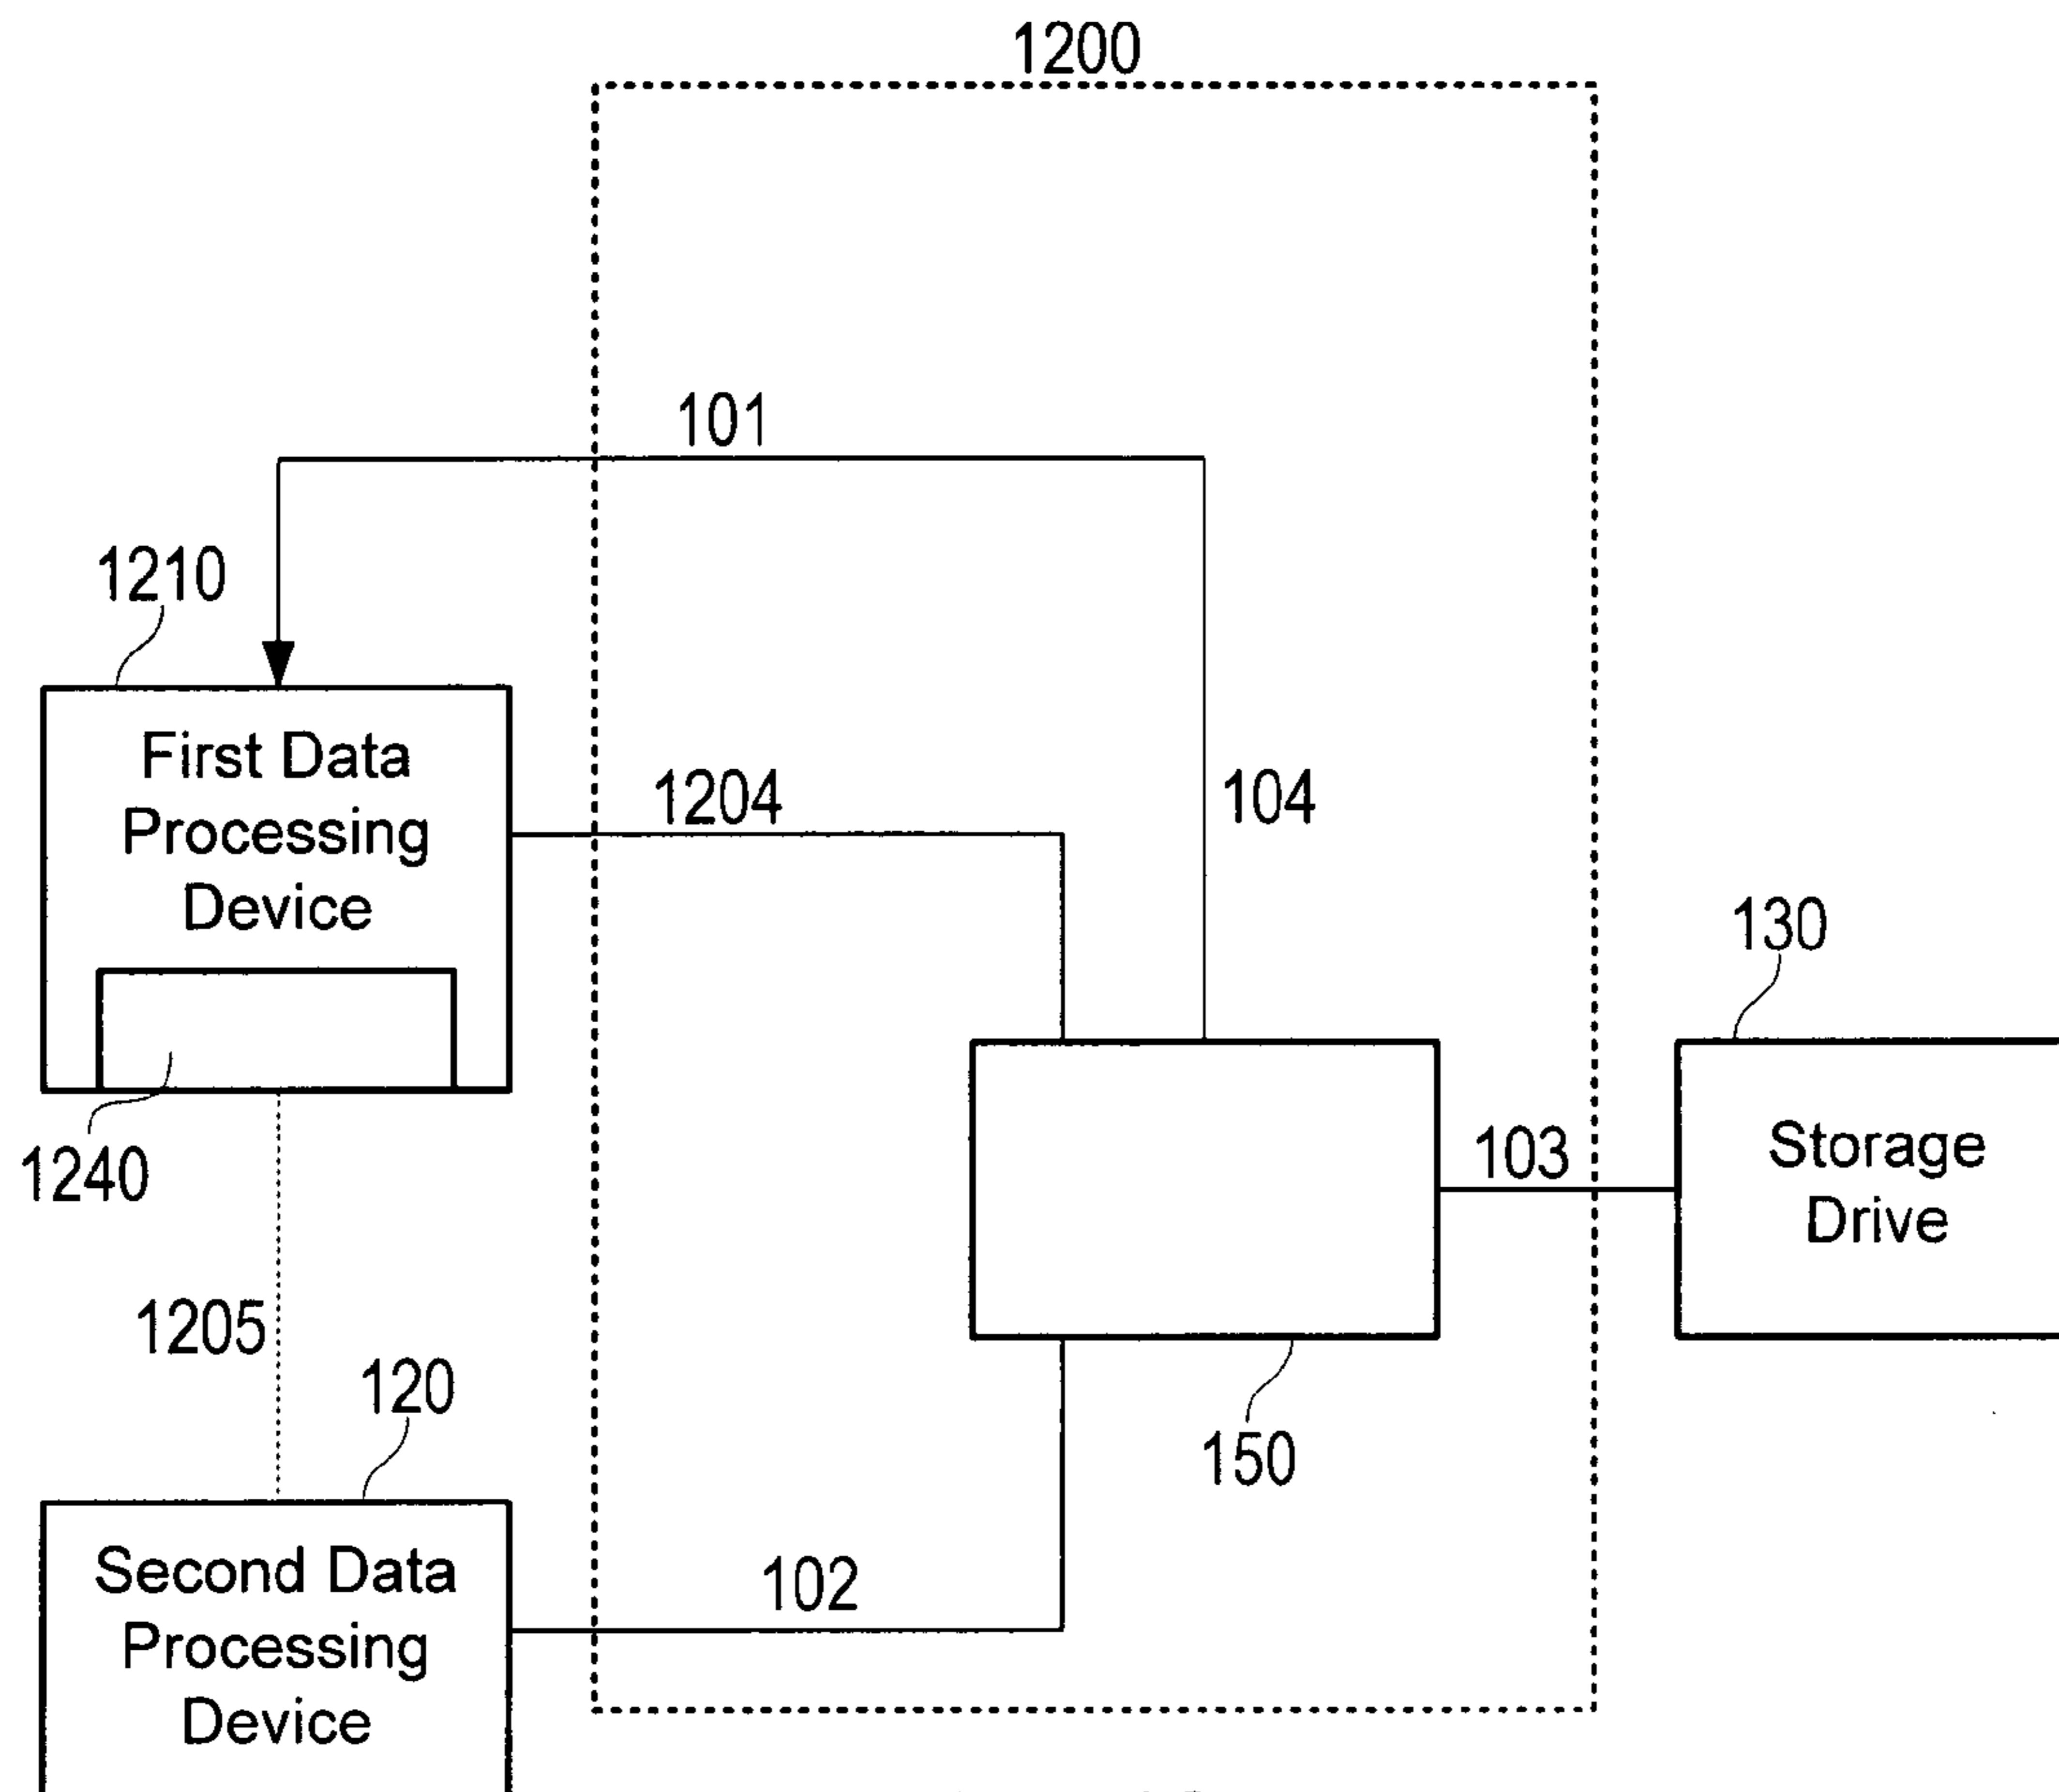 1200
101
1210
First Data
Processing
Device
1204
104
130
1240
103
Storage
Drive
1205
120
150
Second Data
Processing
Device
102